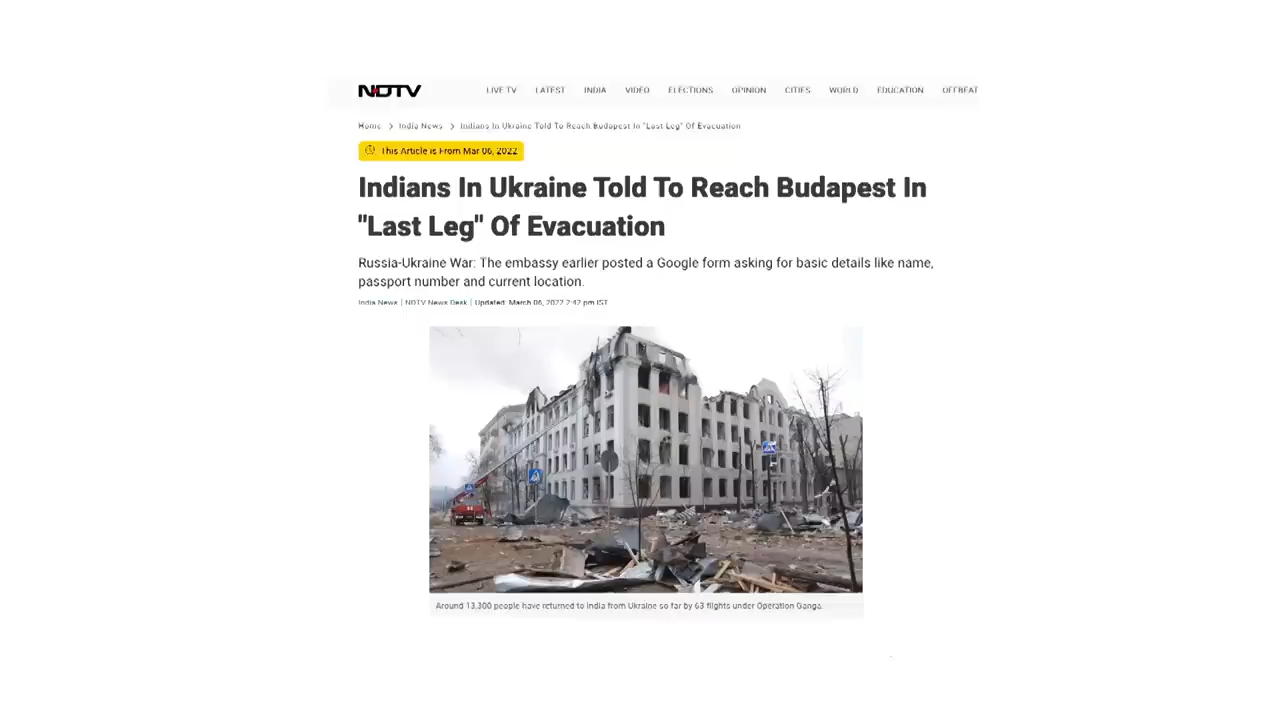 NDTV LIVE TV LATEST INDIA VIDEO ELECTIONS OPINION CITIES WORLD EDUCATION OFFBEAT
Home > India News > Indians In Ukraine Told To Reach Budapest In "Last Leg" Of Evacuation
This Article is From Mar 06, 2022
Indians In Ukraine Told To Reach Budapest In
"Last Leg" Of Evacuation
Russia-Ukraine War: The embassy earlier posted a Google form asking for basic details like name,
passport number and current location.
India News | NDTV News Desk | Updated: March 06, 2022 2:42 pm IST
Around 13,300 people have returned to India from Ukraine so far by 63 flights under Operation Ganga.